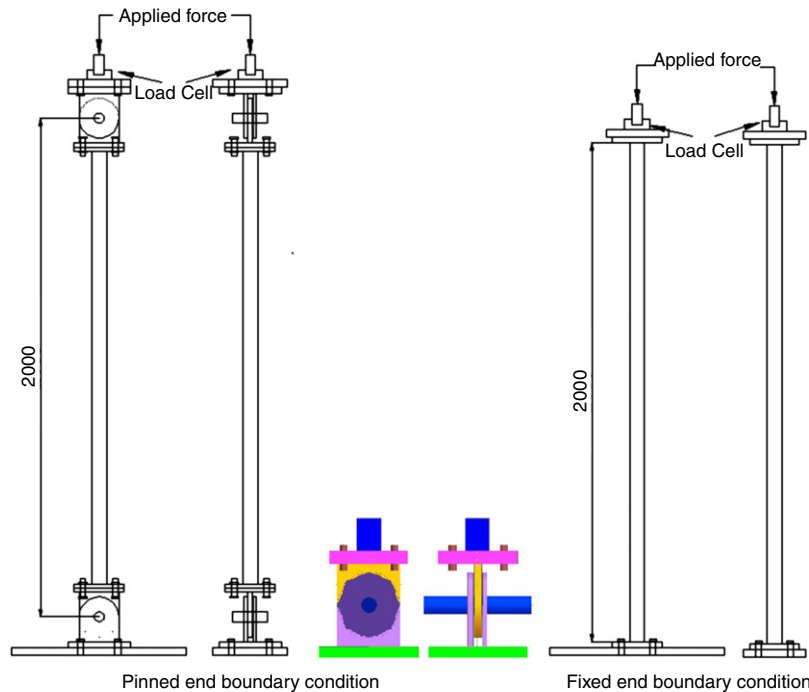 Applied force
Load Cell
2000
Pinned end boundary condition
Applied force
Load Cell
2000
Fixed end boundary condition